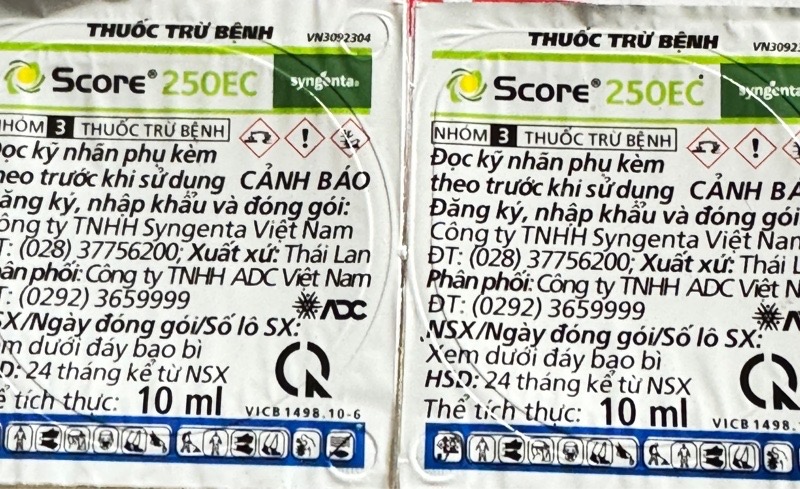 THUỐC TRỪ BỆNH
VN3092304
Score® 250EC
syngenta®
NHÓM 3 THUỐC TRỪ BỆNH
Đọc kỹ nhãn phụ kèm
theo trước khi sử dụng CẢNH BÁO
Đăng ký, nhập khẩu và đóng gói:
Công ty TNHH Syngenta Việt Nam
ĐT: (028) 37756200; Xuất xứ: Thái Lan
Phân phối: Công ty TNHH ADC Việt Nam
ĐT: (0292) 3659999
ADC
NSX/Ngày đóng gói/Số lô SX:
Xem dưới đáy bao bì
HSD: 24 tháng kể từ NSX
Thể tích thực: 10 ml
VICB1498.10-6
THUỐC TRỪ BỆNH
VN3092
Score® 250EC
syngenta
NHÓM 3 THUỐC TRỪ BỆNH
Đọc kỹ nhãn phụ kèm
theo trước khi sử dụng CẢNH BÁ
Đăng ký, nhập khẩu và đóng gói
Công ty TNHH Syngenta Việt Nam
ĐT: (028) 37756200; Xuất xứ: Thái L
Phân phối: Công ty TNHH ADC Việt N
ĐT: (0292) 3659999
A
NSX/Ngày đóng gói/Số lô SX:
Xem dưới đáy bao bì
HSD: 24 tháng kể từ NSX
Thể tích thực: 10 ml
VICB1498.